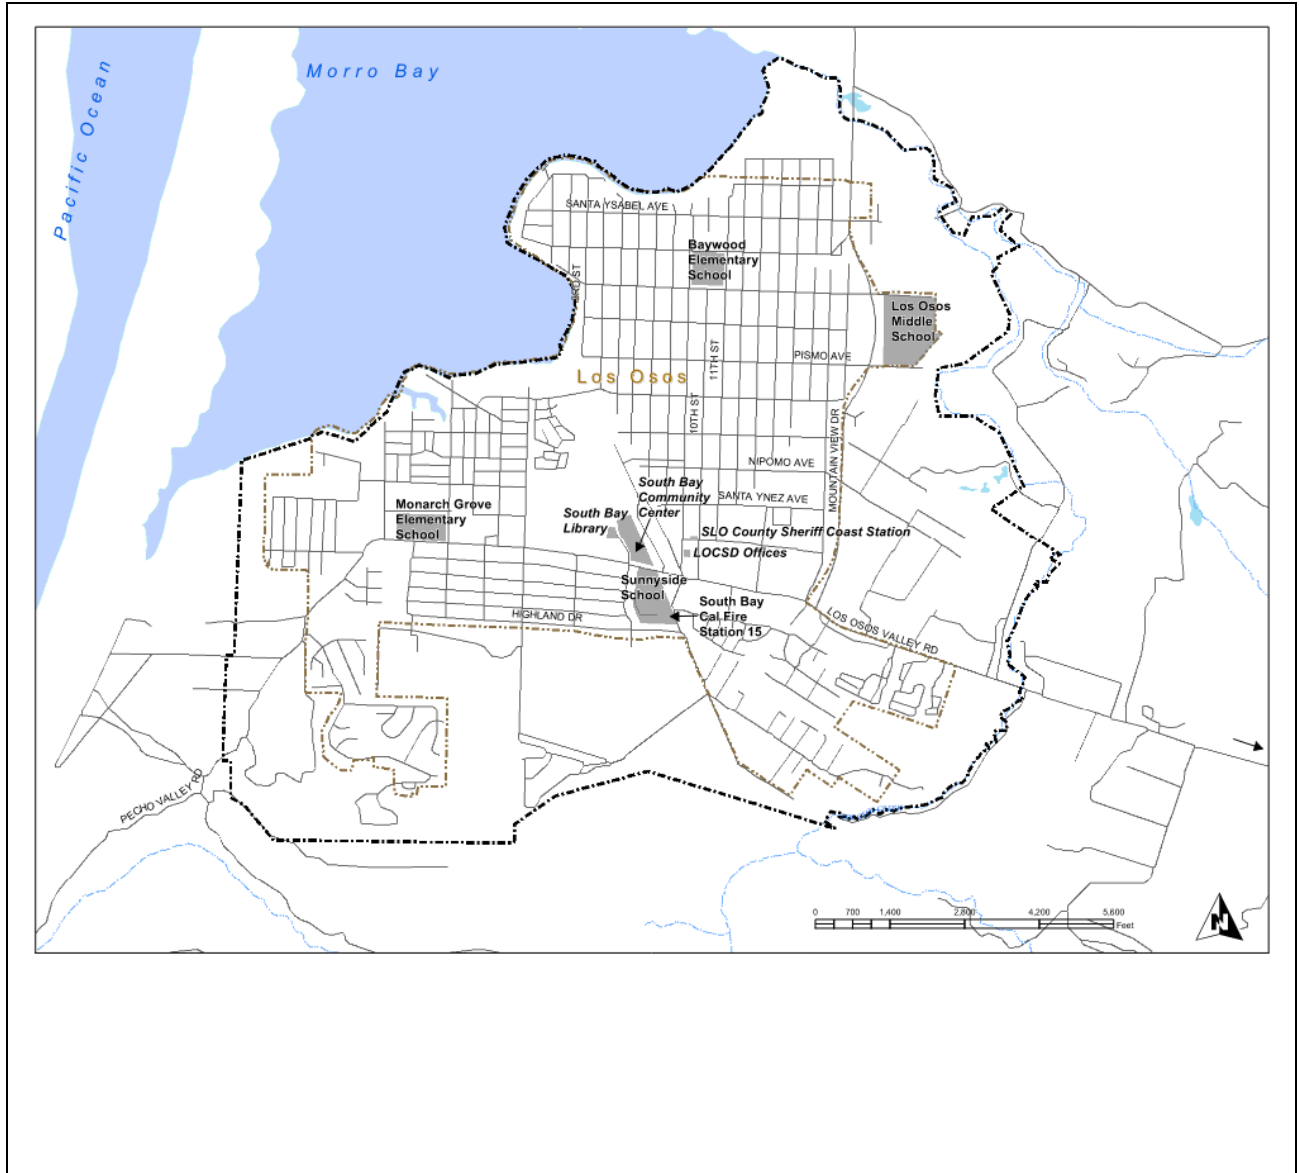 Morro Bay
Pacific Ocean
SANTA YSABEL AVE
Baywood
Elementary
School
3RD ST
Los Osos
Middle
School
11TH ST
PISMO AVE
Los Osos
10TH ST
MOUNTAIN VIEW DR
NIPOMO AVE
South Bay
Community
Center
SANTA YNEZ AVE
Monarch Grove
Elementary
School
South Bay
Library
SLO County Sheriff Coast Station
LOCSD Offices
Sunnyside
School
South Bay
Cal Fire
Station 15
HIGHLAND DR
LOS OSOS VALLEY RD
PECHO VALLEY RD
0 700 1,400 2,800 4,200 5,600
Feet
N